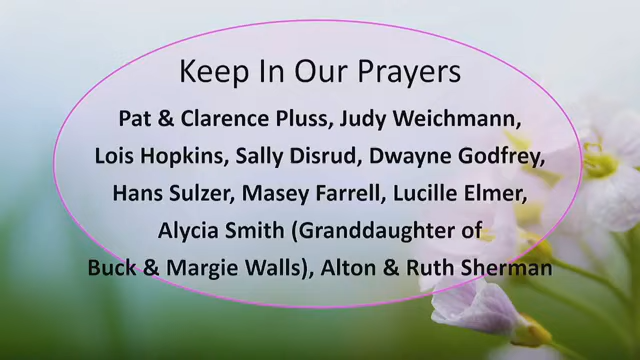 Keep In Our Prayers
Pat & Clarence Pluss, Judy Weichmann,
Lois Hopkins, Sally Disrud, Dwayne Godfrey,
Hans Sulzer, Masey Farrell, Lucille Elmer,
Alycia Smith (Granddaughter of
Buck & Margie Walls), Alton & Ruth Sherman